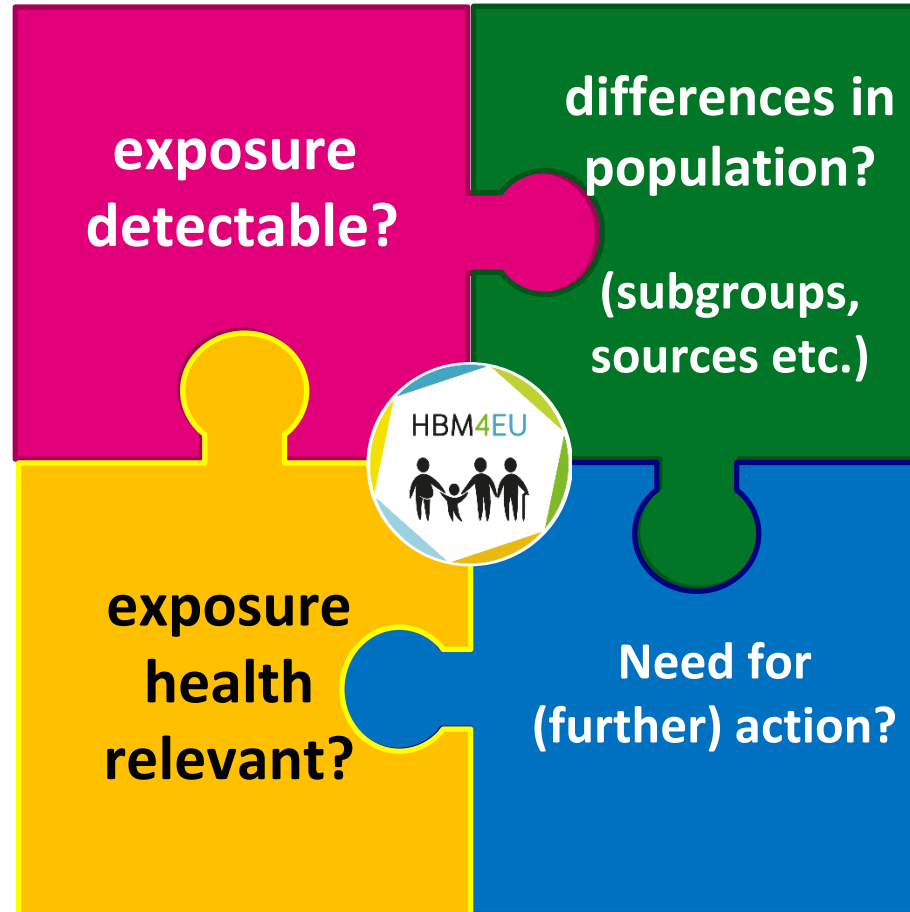 exposure
detectable?
differences in
population?
(subgroups,
sources etc.)
HBM4EU
exposure
health
relevant?
Need for
(further) action?